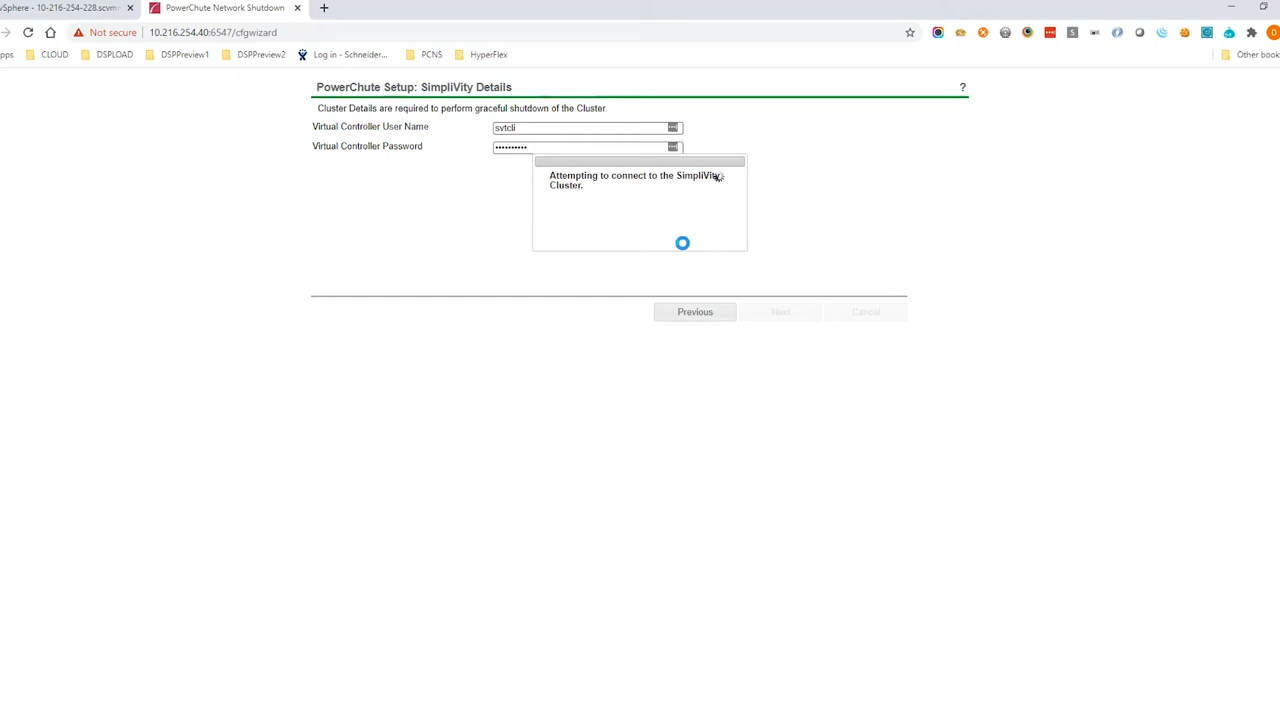 vSphere - 10-216-254-228.scvmr
PowerChute Network Shutdown
Not secure
10.216.254.40:6547/cfgwizard
pps
CLOUD
DSPLOAD
DSPPreview1
DSPPreview2
Log in - Schneider...
PCNS
HyperFlex
Other book
PowerChute Setup: SimpliVity Details
?
Cluster Details are required to perform graceful shutdown of the Cluster.
Virtual Controller User Name
svtcli
Virtual Controller Password
••••••••••
Attempting to connect to the SimpliVity
Cluster.
Previous
Next
Cancel